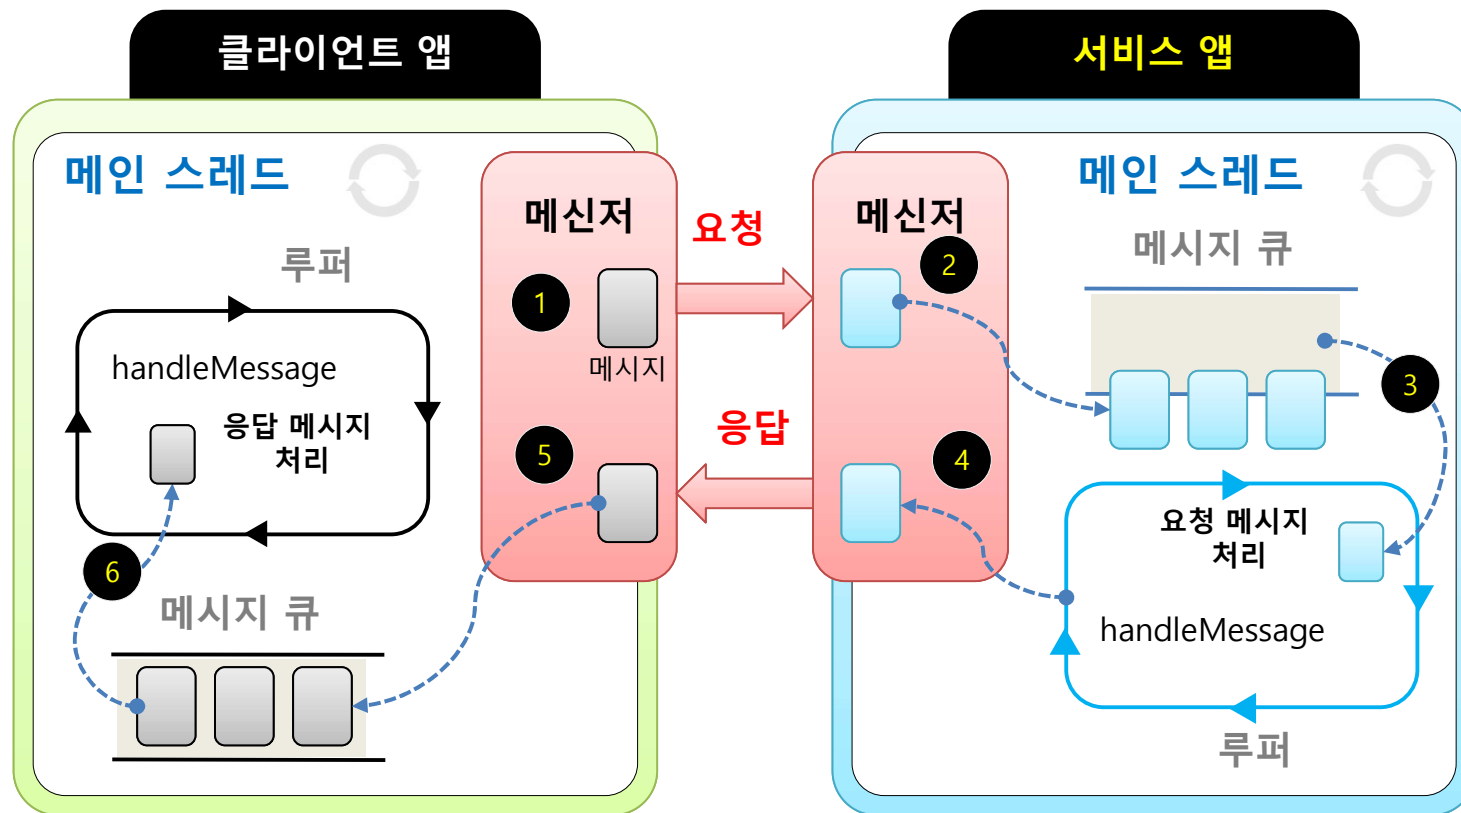 클라이언트 앱
서비스 앱
메인 스레드
루퍼
handleMessage
응답 메시지
처리
6
메시지 큐
메신저
1
메시지
5
요청
응답
메신저
2
4
메인 스레드
메시지 큐
3
요청 메시지
처리
handleMessage
루퍼